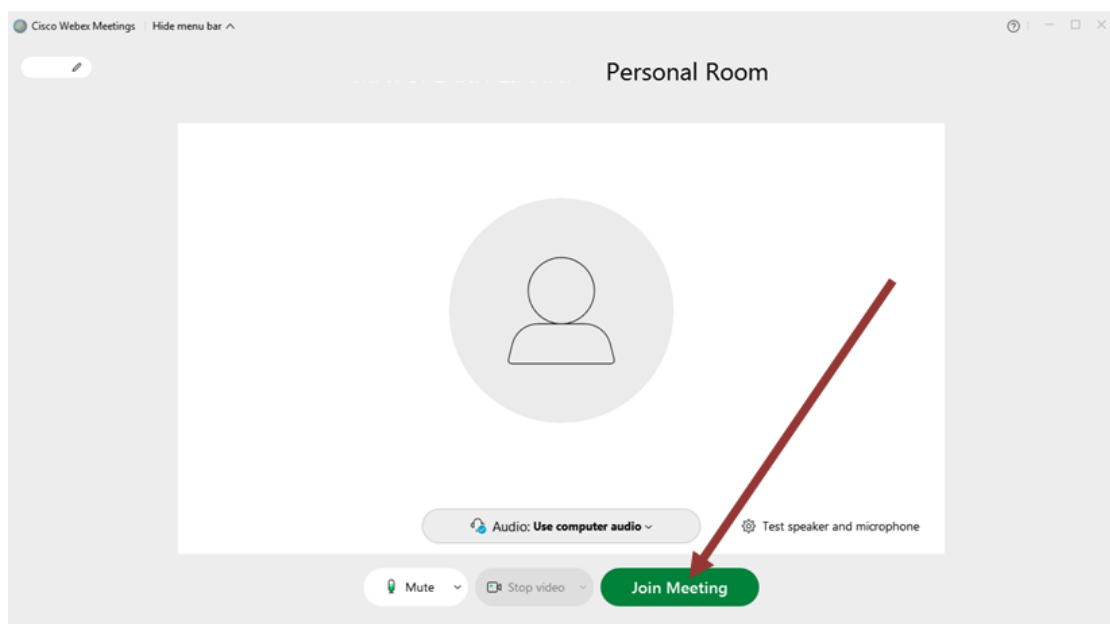 Cisco Webex Meetings Hide menu bar
Personal Room
Audio: Use computer audio
Test speaker and microphone
Mute
Stop video
Join Meeting